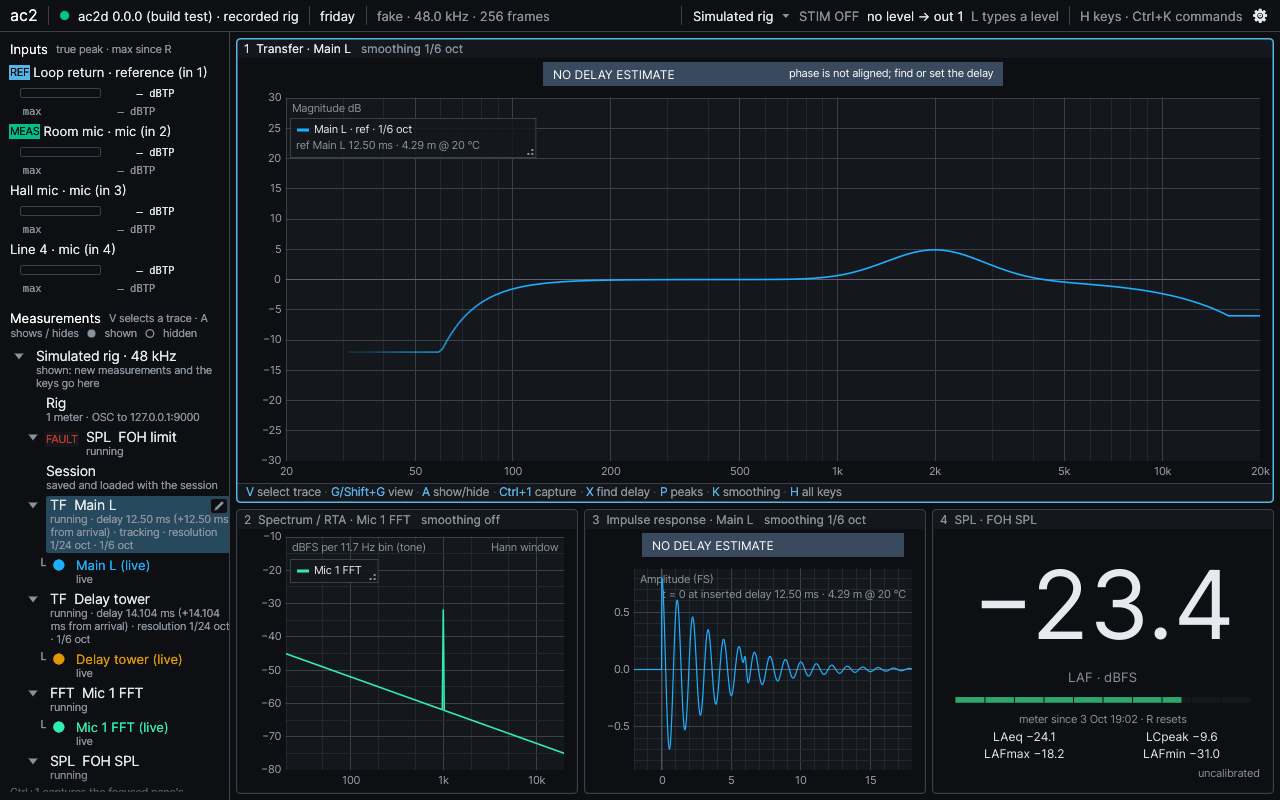 ac2
ac2d 0.0.0 (build test) · recorded rig
friday
fake · 48.0 kHz · 256 frames
Simulated rig
STIM OFF
no level → out 1
L types a level
H keys · Ctrl+K commands
Inputs true peak · max since R
REF Loop return · reference (in 1)
– dBTP
max – dBTP
MEAS Room mic · mic (in 2)
– dBTP
max – dBTP
Hall mic · mic (in 3)
– dBTP
max – dBTP
Line 4 · mic (in 4)
– dBTP
max – dBTP
Measurements V selects a trace · A
shows / hides shown hidden
Simulated rig · 48 kHz
shown: new measurements and the
keys go here
Rig
1 meter · OSC to 127.0.0.1:9000
FAULT SPL FOH limit
running
Session
saved and loaded with the session
TF Main L
running · delay 12.50 ms (+12.50 ms
from arrival) · tracking · resolution
1/24 oct · 1/6 oct
Main L (live)
live
TF Delay tower
running · delay 14.104 ms (+14.104
ms from arrival) · resolution 1/24 oct
· 1/6 oct
Delay tower (live)
live
FFT Mic 1 FFT
running
Mic 1 FFT (live)
live
SPL FOH SPL
running
Ctrl+1 captures the focused pane's
1 Transfer · Main L smoothing 1/6 oct
NO DELAY ESTIMATE phase is not aligned; find or set the delay
Magnitude dB
Main L · ref · 1/6 oct
ref Main L 12.50 ms · 4.29 m @ 20 °C
30
25
20
15
10
5
0
−5
−10
−15
−20
−25
−30
20 50 100 200 500 1k 2k 5k 10k 20k
V select trace · G/Shift+G view · A show/hide · Ctrl+1 capture · X find delay · P peaks · K smoothing · H all keys
2 Spectrum / RTA · Mic 1 FFT smoothing off
dBFS per 11.7 Hz bin (tone) Hann window
Mic 1 FFT
−10
−20
−30
−40
−50
−60
−70
−80
100 1k 10k
3 Impulse response · Main L smoothing 1/6 oct
NO DELAY ESTIMATE
Amplitude (FS)
t = 0 at inserted delay 12.50 ms · 4.29 m @ 20 °C
0.5
0.0
−0.5
0 5 10 15
4 SPL · FOH SPL
−23.4
LAF · dBFS
meter since 3 Oct 19:02 · R resets
LAeq −24.1 LCpeak −9.6
LAFmax −18.2 LAFmin −31.0
uncalibrated